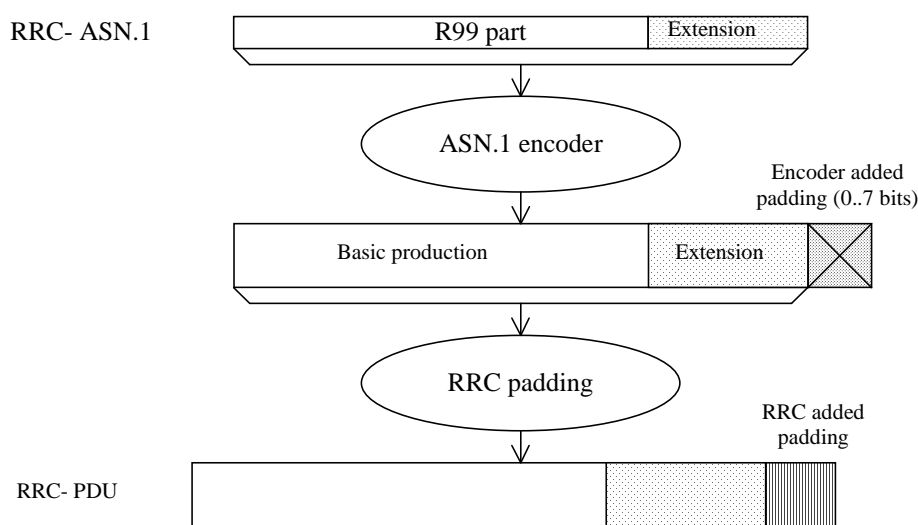 RRC- ASN.1
R99 part
Extension
ASN.1 encoder
Encoder added
padding (0..7 bits)
Basic production
Extension
RRC padding
RRC added
padding
RRC- PDU